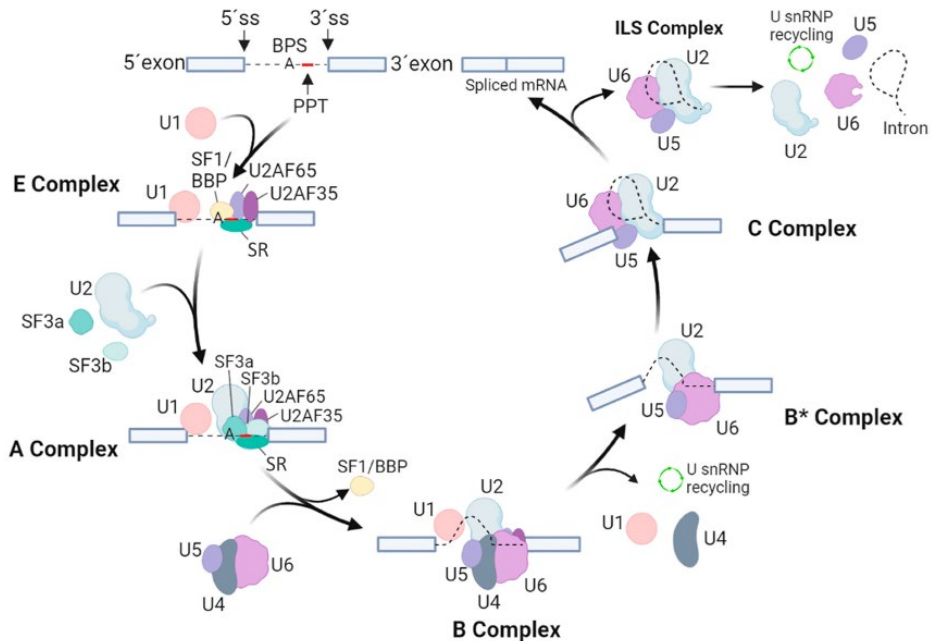 5´ss
3´ss
BPS
A
5´exon
3´exon
PPT
Spliced mRNA
U1
E Complex
U1
SF1/
BBP
U2AF65
U2AF35
A
SR
U2
SF3a
SF3b
A Complex
U1
U2
SF3a
SF3b
U2AF65
U2AF35
A
SR
SF1/BBP
U5
U4
U6
B Complex
U1
U2
U5
U4
U6
U snRNP
recycling
U1
U4
B* Complex
U2
U5
U6
C Complex
U6
U2
U5
ILS Complex
U6
U2
U5
U snRNP
recycling
U5
U2
U6
Intron